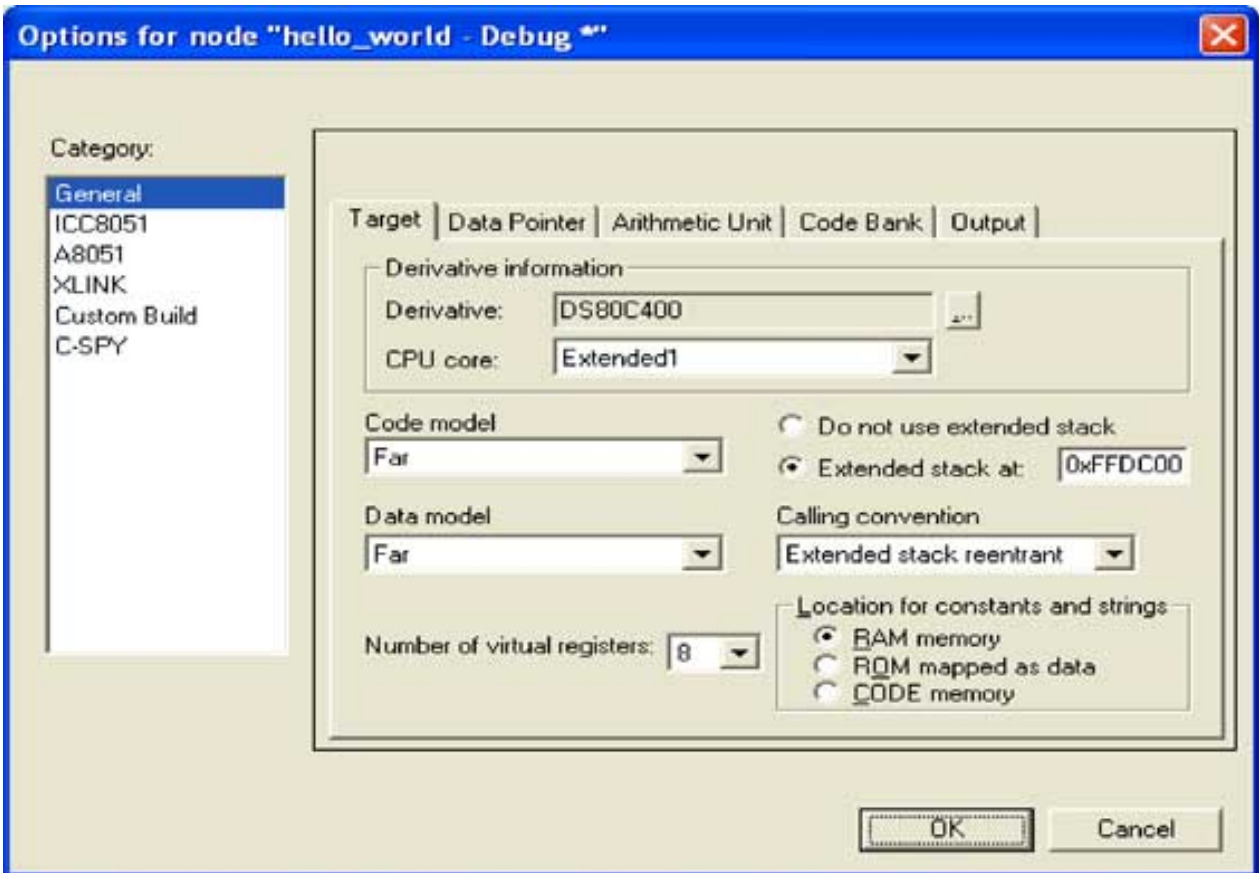 Options for node "hello_world - Debug *"
Category:
General
ICC8051
A8051
XLINK
Custom Build
C-SPY
Target
Data Pointer
Arithmetic Unit
Code Bank
Output
Derivative information
Derivative: DS80C400 ...
CPU core: Extended1
Code model
Far
Do not use extended stack
Extended stack at: 0xFFDC00
Data model
Far
Calling convention
Extended stack reentrant
Number of virtual registers: 8
Location for constants and strings
RAM memory
ROM mapped as data
CODE memory
OK
Cancel